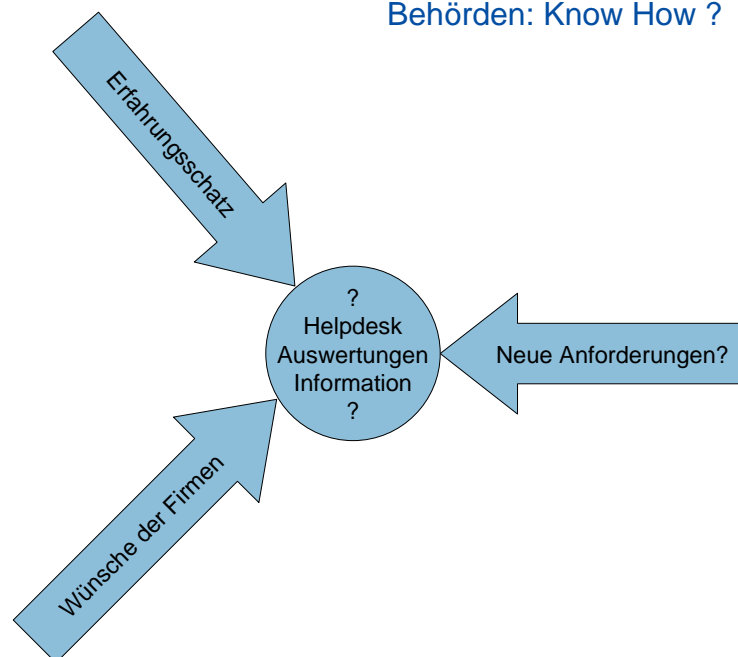 Behörden: Know How ?
Erfahrungsschatz
?
Helpdesk
Auswertungen
Information
?
Neue Anforderungen?
Wünsche der Firmen